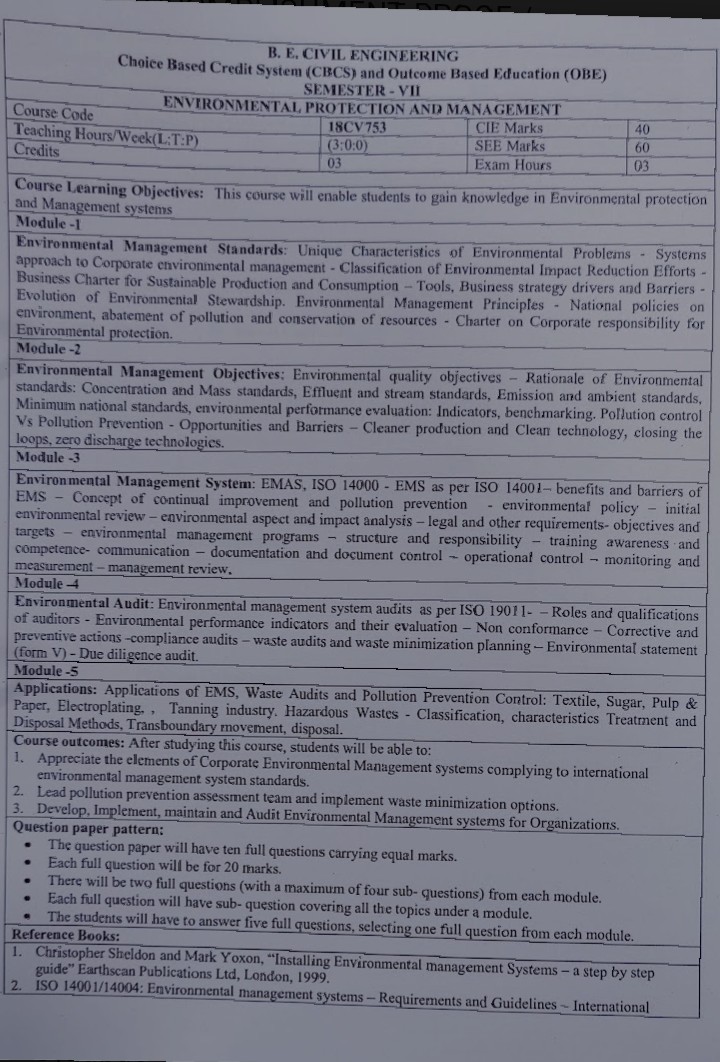 B. E. CIVIL ENGINEERING
Choice Based Credit System (CBCS) and Outcome Based Education (OBE)
SEMESTER - VII
ENVIRONMENTAL PROTECTION AND MANAGEMENT
Course Code 18CV753 CIE Marks 40
Teaching Hours/Week(L:T:P) (3:0:0) SEE Marks 60
Credits 03 Exam Hours 03
Course Learning Objectives: This course will enable students to gain knowledge in Environmental protection
and Management systems
Module -1
Environmental Management Standards: Unique Characteristics of Environmental Problems - Systems
approach to Corporate environmental management - Classification of Environmental Impact Reduction Efforts -
Business Charter for Sustainable Production and Consumption – Tools, Business strategy drivers and Barriers -
Evolution of Environmental Stewardship. Environmental Management Principles - National policies on
environment, abatement of pollution and conservation of resources - Charter on Corporate responsibility for
Environmental protection.
Module -2
Environmental Management Objectives: Environmental quality objectives – Rationale of Environmental
standards: Concentration and Mass standards, Effluent and stream standards, Emission and ambient standards,
Minimum national standards, environmental performance evaluation: Indicators, benchmarking. Pollution control
Vs Pollution Prevention - Opportunities and Barriers – Cleaner production and Clean technology, closing the
loops, zero discharge technologies.
Module -3
Environmental Management System: EMAS, ISO 14000 - EMS as per ISO 14001– benefits and barriers of
EMS – Concept of continual improvement and pollution prevention - environmental policy – initial
environmental review – environmental aspect and impact analysis – legal and other requirements- objectives and
targets – environmental management programs – structure and responsibility – training awareness and
competence- communication – documentation and document control – operational control – monitoring and
measurement – management review.
Module -4
Environmental Audit: Environmental management system audits as per ISO 19011- – Roles and qualifications
of auditors - Environmental performance indicators and their evaluation – Non conformance – Corrective and
preventive actions -compliance audits – waste audits and waste minimization planning – Environmental statement
(form V) - Due diligence audit.
Module -5
Applications: Applications of EMS, Waste Audits and Pollution Prevention Control: Textile, Sugar, Pulp &
Paper, Electroplating, , Tanning industry. Hazardous Wastes - Classification, characteristics Treatment and
Disposal Methods, Transboundary movement, disposal.
Course outcomes: After studying this course, students will be able to:
1. Appreciate the elements of Corporate Environmental Management systems complying to international
environmental management system standards.
2. Lead pollution prevention assessment team and implement waste minimization options.
3. Develop, Implement, maintain and Audit Environmental Management systems for Organizations.
Question paper pattern:
• The question paper will have ten full questions carrying equal marks.
• Each full question will be for 20 marks.
• There will be two full questions (with a maximum of four sub- questions) from each module.
• Each full question will have sub- question covering all the topics under a module.
• The students will have to answer five full questions, selecting one full question from each module.
Reference Books:
1. Christopher Sheldon and Mark Yoxon, “Installing Environmental management Systems – a step by step
guide” Earthscan Publications Ltd, London, 1999.
2. ISO 14001/14004: Environmental management systems – Requirements and Guidelines – International